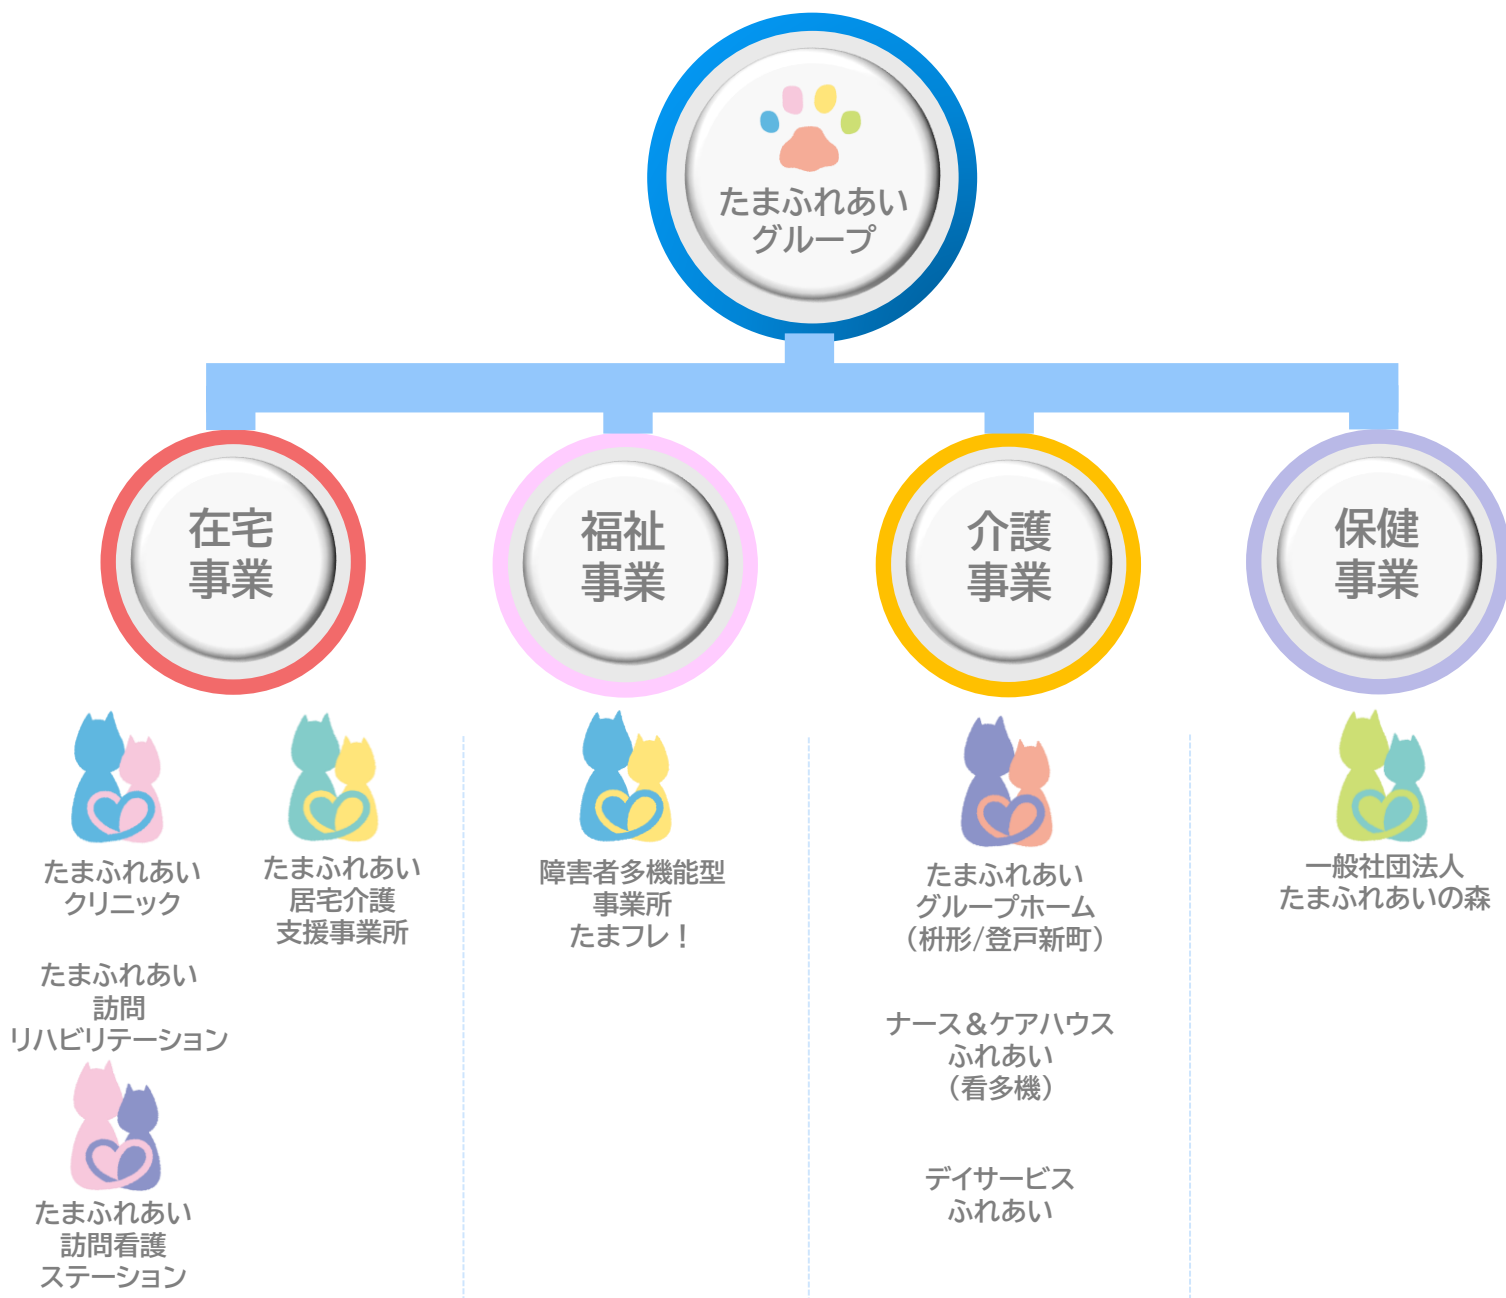 たまふれあい
グループ
在宅
事業
福祉
事業
介護
事業
保健
事業
たまふれあい
クリニック
たまふれあい
訪問
リハビリテーション
たまふれあい
訪問看護
ステーション
たまふれあい
居宅介護
支援事業所
障害者多機能型
事業所
たまフレ！
たまふれあい
グループホーム
（枡形/登戸新町）
ナース＆ケアハウス
ふれあい
（看多機）
デイサービス
ふれあい
一般社団法人
たまふれあいの森